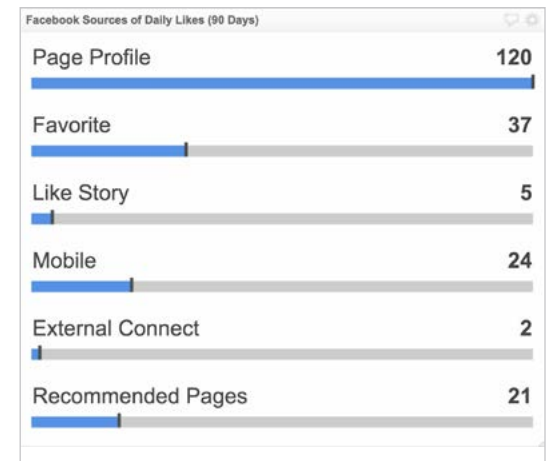 Facebook Sources of Daily Likes (90 Days)
Page Profile 120
Favorite 37
Like Story 5
Mobile 24
External Connect 2
Recommended Pages 21